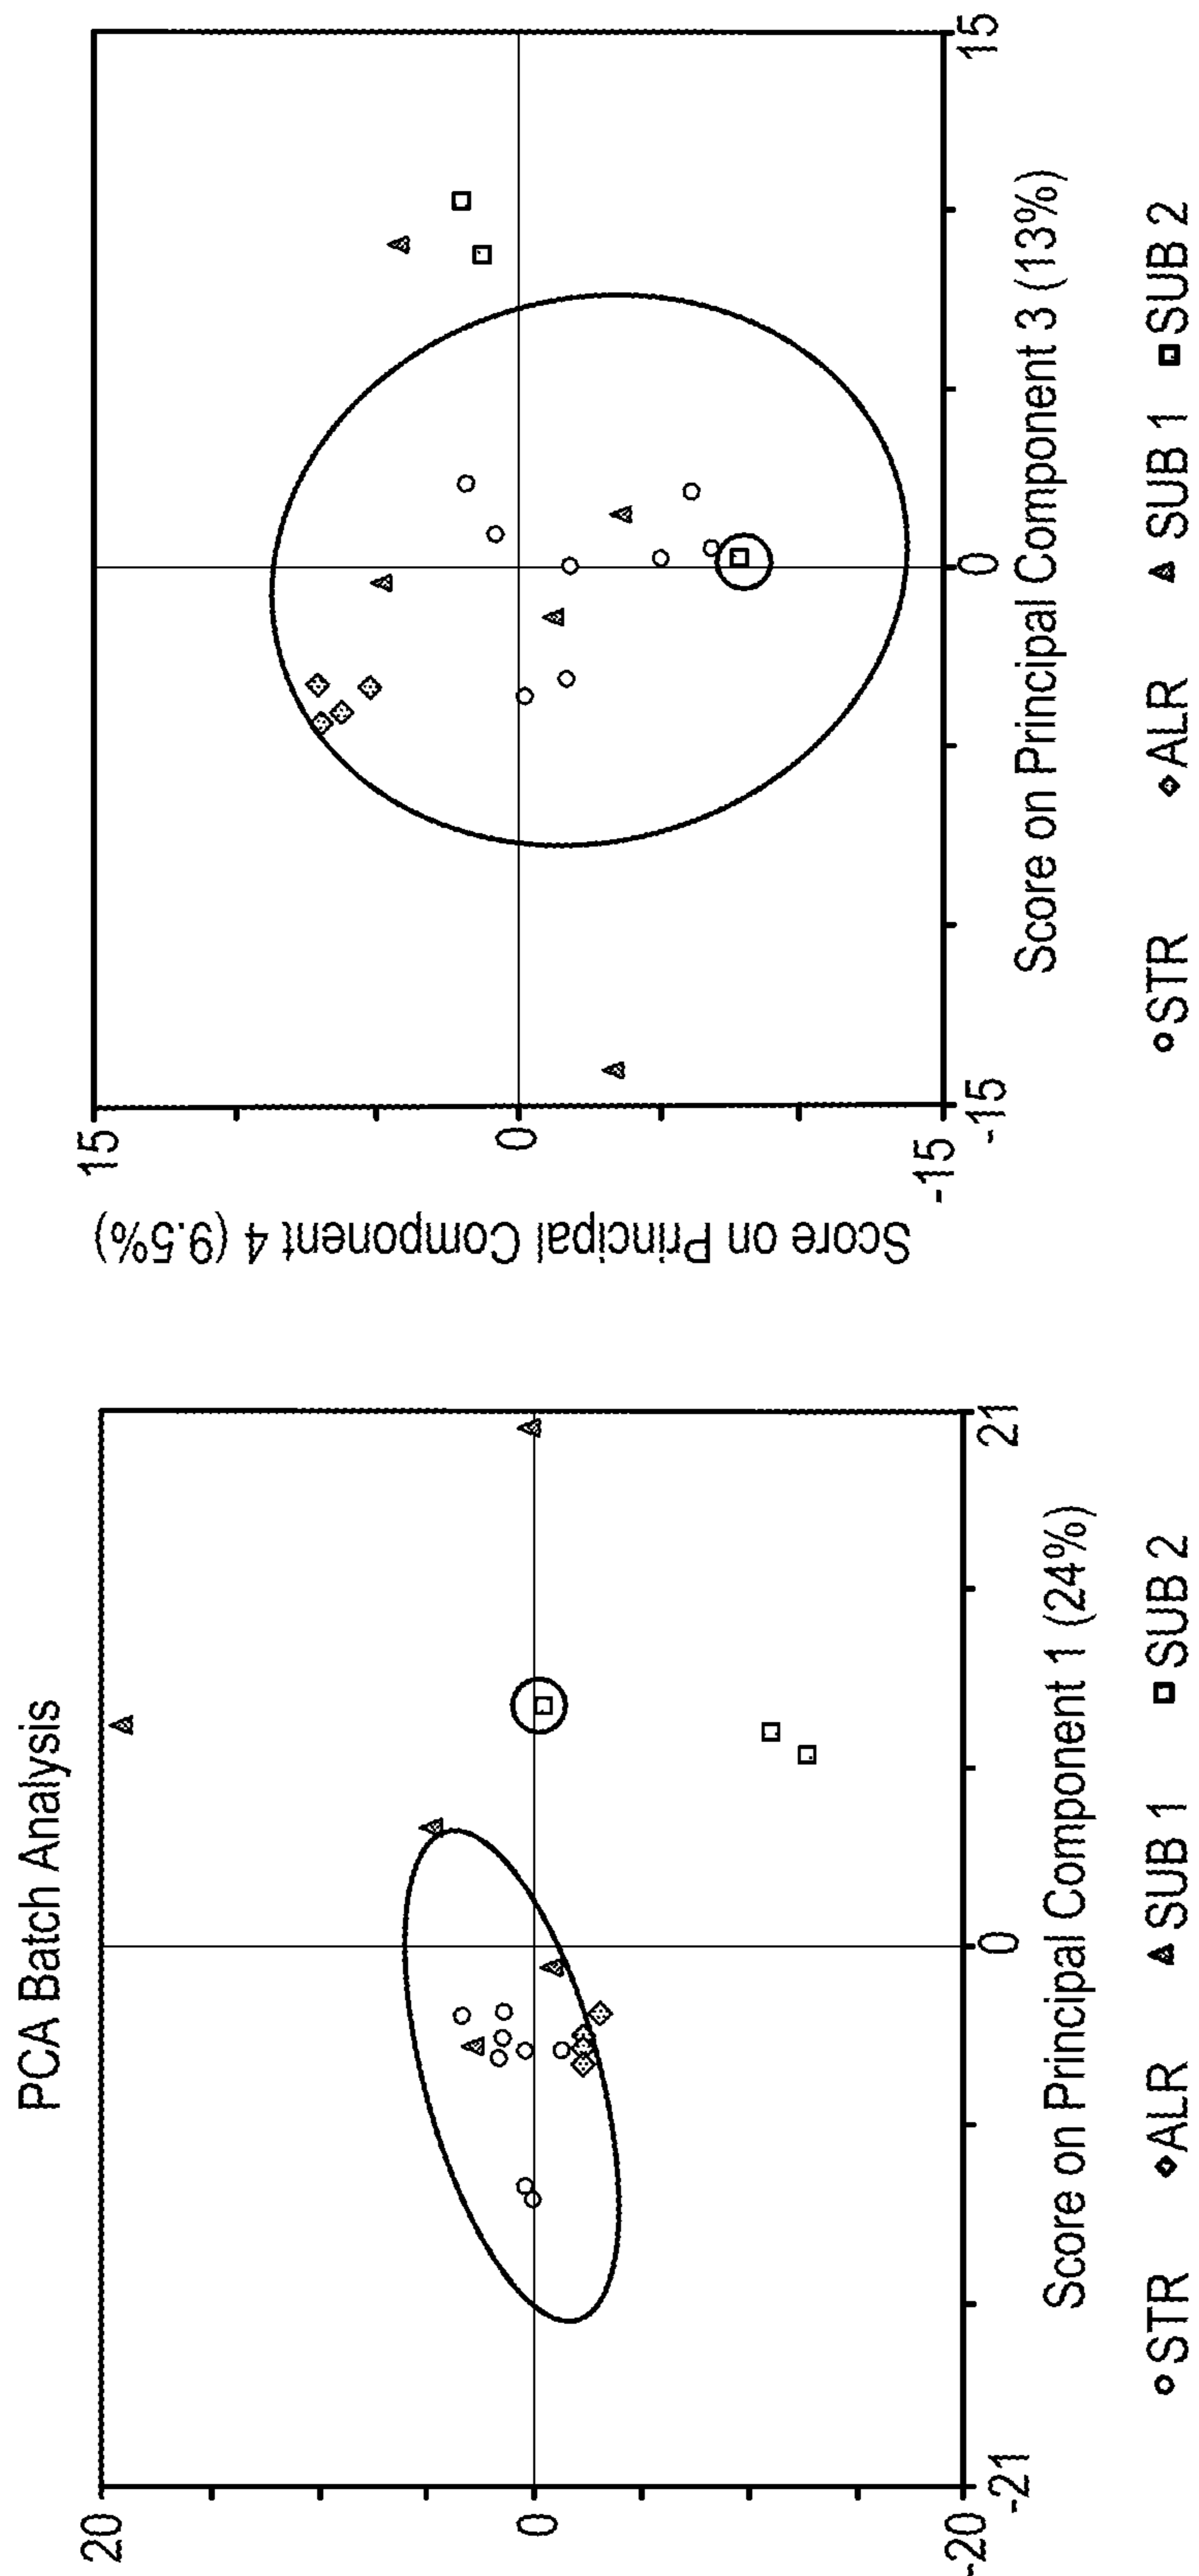 PCA Batch Analysis
20
0
-20
-21
0
21
Score on Principal Component 1 (24%)
STR
ALR
SUB 1
SUB 2
Score on Principal Component 4 (9.5%)
15
0
-15
-15
0
15
Score on Principal Component 3 (13%)
STR
ALR
SUB 1
SUB 2